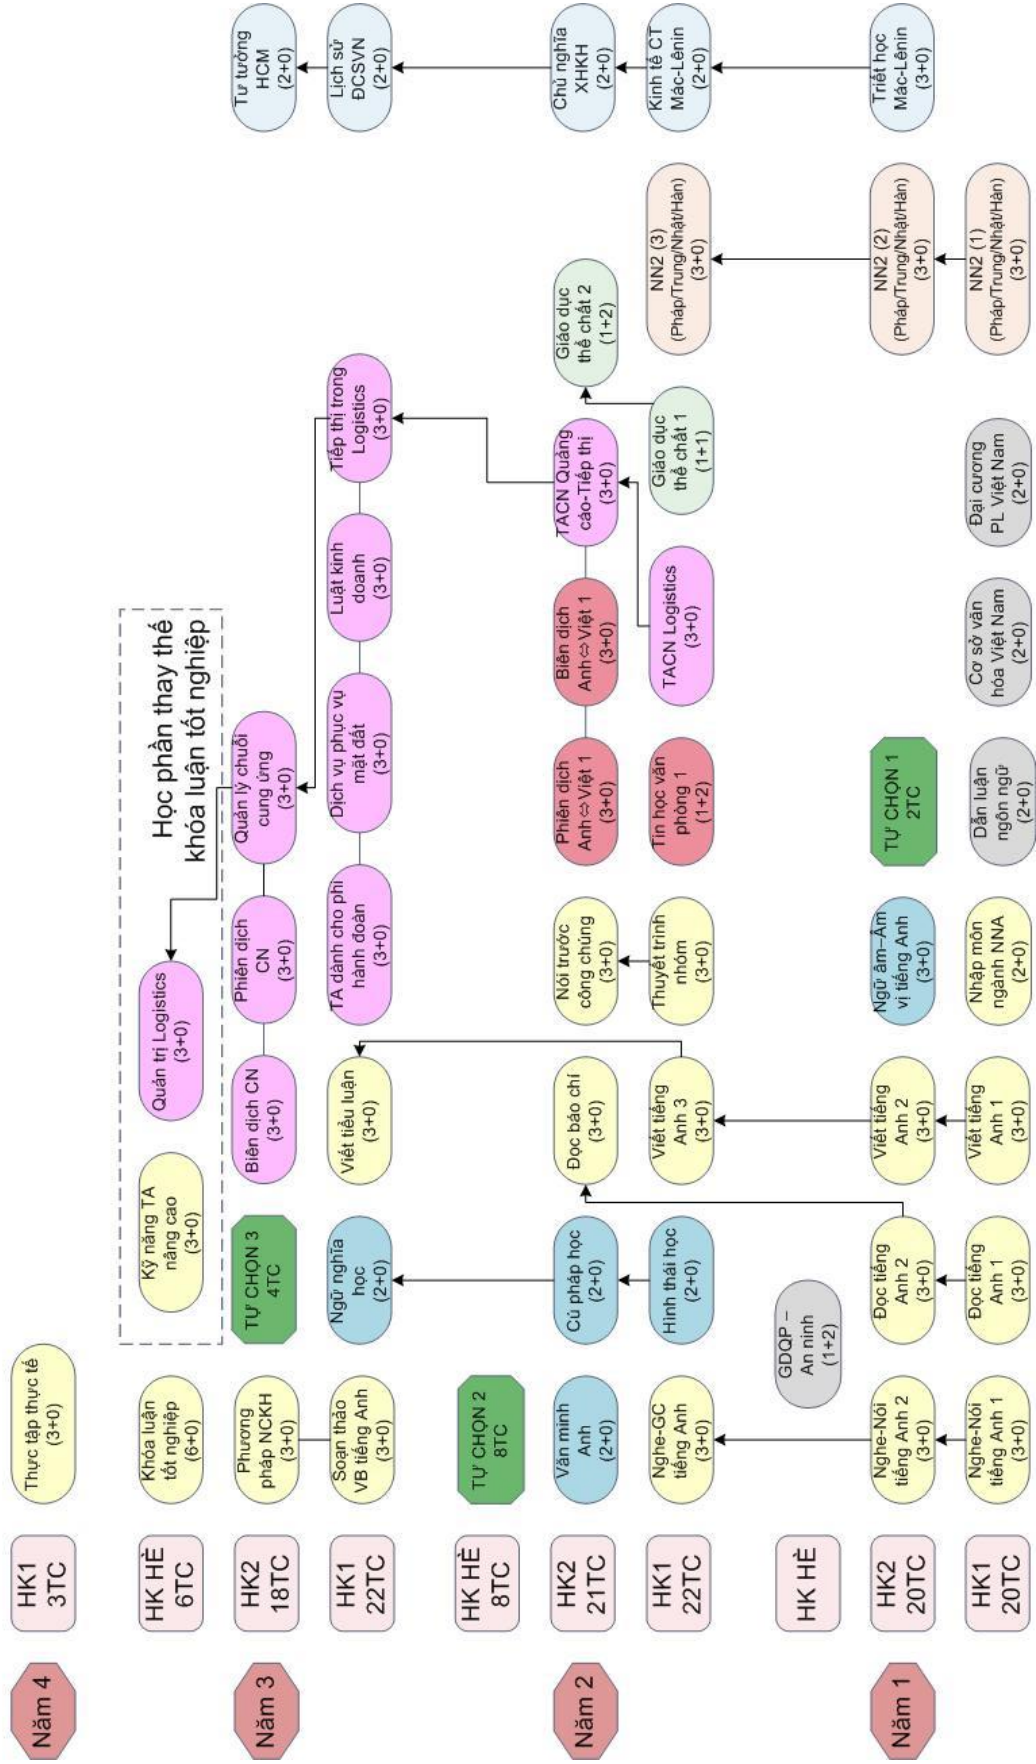 Năm 4
HK1
3TC
Thực tập thực tế
(3+0)
HK HÈ
6TC
Khóa luận
tốt nghiệp
(6+0)
Kỹ năng TA
nâng cao
(3+0)
Quản trị Logistics
(3+0)
Học phần thay thế
khóa luận tốt nghiệp
Năm 3
HK2
18TC
Phương
pháp NCKH
(3+0)
TỰ CHỌN 3
4TC
Biên dịch CN
(3+0)
Phiên dịch
CN
(3+0)
Quản lý chuỗi
cung ứng
(3+0)
Tư tưởng
HCM
(2+0)
HK1
22TC
Soạn thảo
VB tiếng Anh
(3+0)
Ngữ nghĩa
học
(2+0)
Viết tiểu luận
(3+0)
TA dành cho phi
hành đoàn
(3+0)
Dịch vụ phục vụ
mặt đất
(3+0)
Luật kinh
doanh
(3+0)
Tiếp thị trong
Logistics
(3+0)
Lịch sử
ĐCSVN
(2+0)
HK HÈ
8TC
TỰ CHỌN 2
8TC
Năm 2
HK2
21TC
Văn minh
Anh
(2+0)
Cú pháp học
(2+0)
Đọc báo chí
(3+0)
Nói trước
công chúng
(3+0)
Phiên dịch
Anh⇔Việt 1
(3+0)
Biên dịch
Anh⇔Việt 1
(3+0)
TACN Quảng
cáo-Tiếp thị
(3+0)
Giáo dục
thể chất 2
(1+2)
Chủ nghĩa
XHKH
(2+0)
HK1
22TC
Nghe-GC
tiếng Anh
(3+0)
Hình thái học
(2+0)
Viết tiếng
Anh 3
(3+0)
Thuyết trình
nhóm
(3+0)
Tin học văn
phòng 1
(1+2)
TACN Logistics
(3+0)
Giáo dục
thể chất 1
(1+1)
NN2 (3)
(Pháp/Trung/Nhật/Hàn)
(3+0)
Kinh tế CT
Mác-Lênin
(2+0)
HK HÈ
GDQP –
An ninh
(1+2)
Năm 1
HK2
20TC
Nghe-Nói
tiếng Anh 2
(3+0)
Đọc tiếng
Anh 2
(3+0)
Viết tiếng
Anh 2
(3+0)
Ngữ âm–Âm
vị tiếng Anh
(3+0)
TỰ CHỌN 1
2TC
NN2 (2)
(Pháp/Trung/Nhật/Hàn)
(3+0)
Triết học
Mác-Lênin
(3+0)
HK1
20TC
Nghe-Nói
tiếng Anh 1
(3+0)
Đọc tiếng
Anh 1
(3+0)
Viết tiếng
Anh 1
(3+0)
Nhập môn
ngành NNA
(2+0)
Dẫn luận
ngôn ngữ
(2+0)
Cơ sở văn
hóa Việt Nam
(2+0)
Đại cương
PL Việt Nam
(2+0)
NN2 (1)
(Pháp/Trung/Nhật/Hàn)
(3+0)